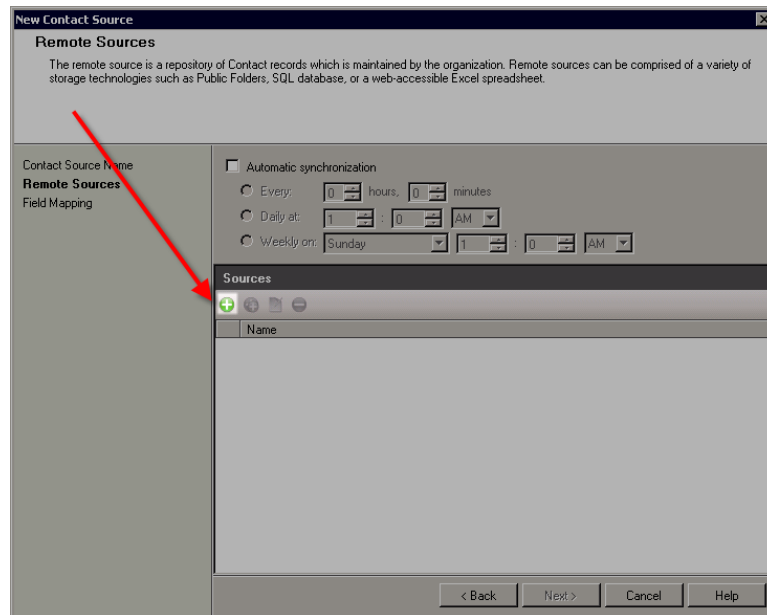 New Contact Source
Remote Sources
The remote source is a repository of Contact records which is maintained by the organization. Remote sources can be comprised of a variety of
storage technologies such as Public Folders, SQL database, or a web-accessible Excel spreadsheet.
Contact Source Name
Remote Sources
Field Mapping
Automatic synchronization
Every: 0 hours, 0 minutes
Daily at: 1 : 0 AM
Weekly on: Sunday 1 : 0 AM
Sources
Name
< Back Next > Cancel Help